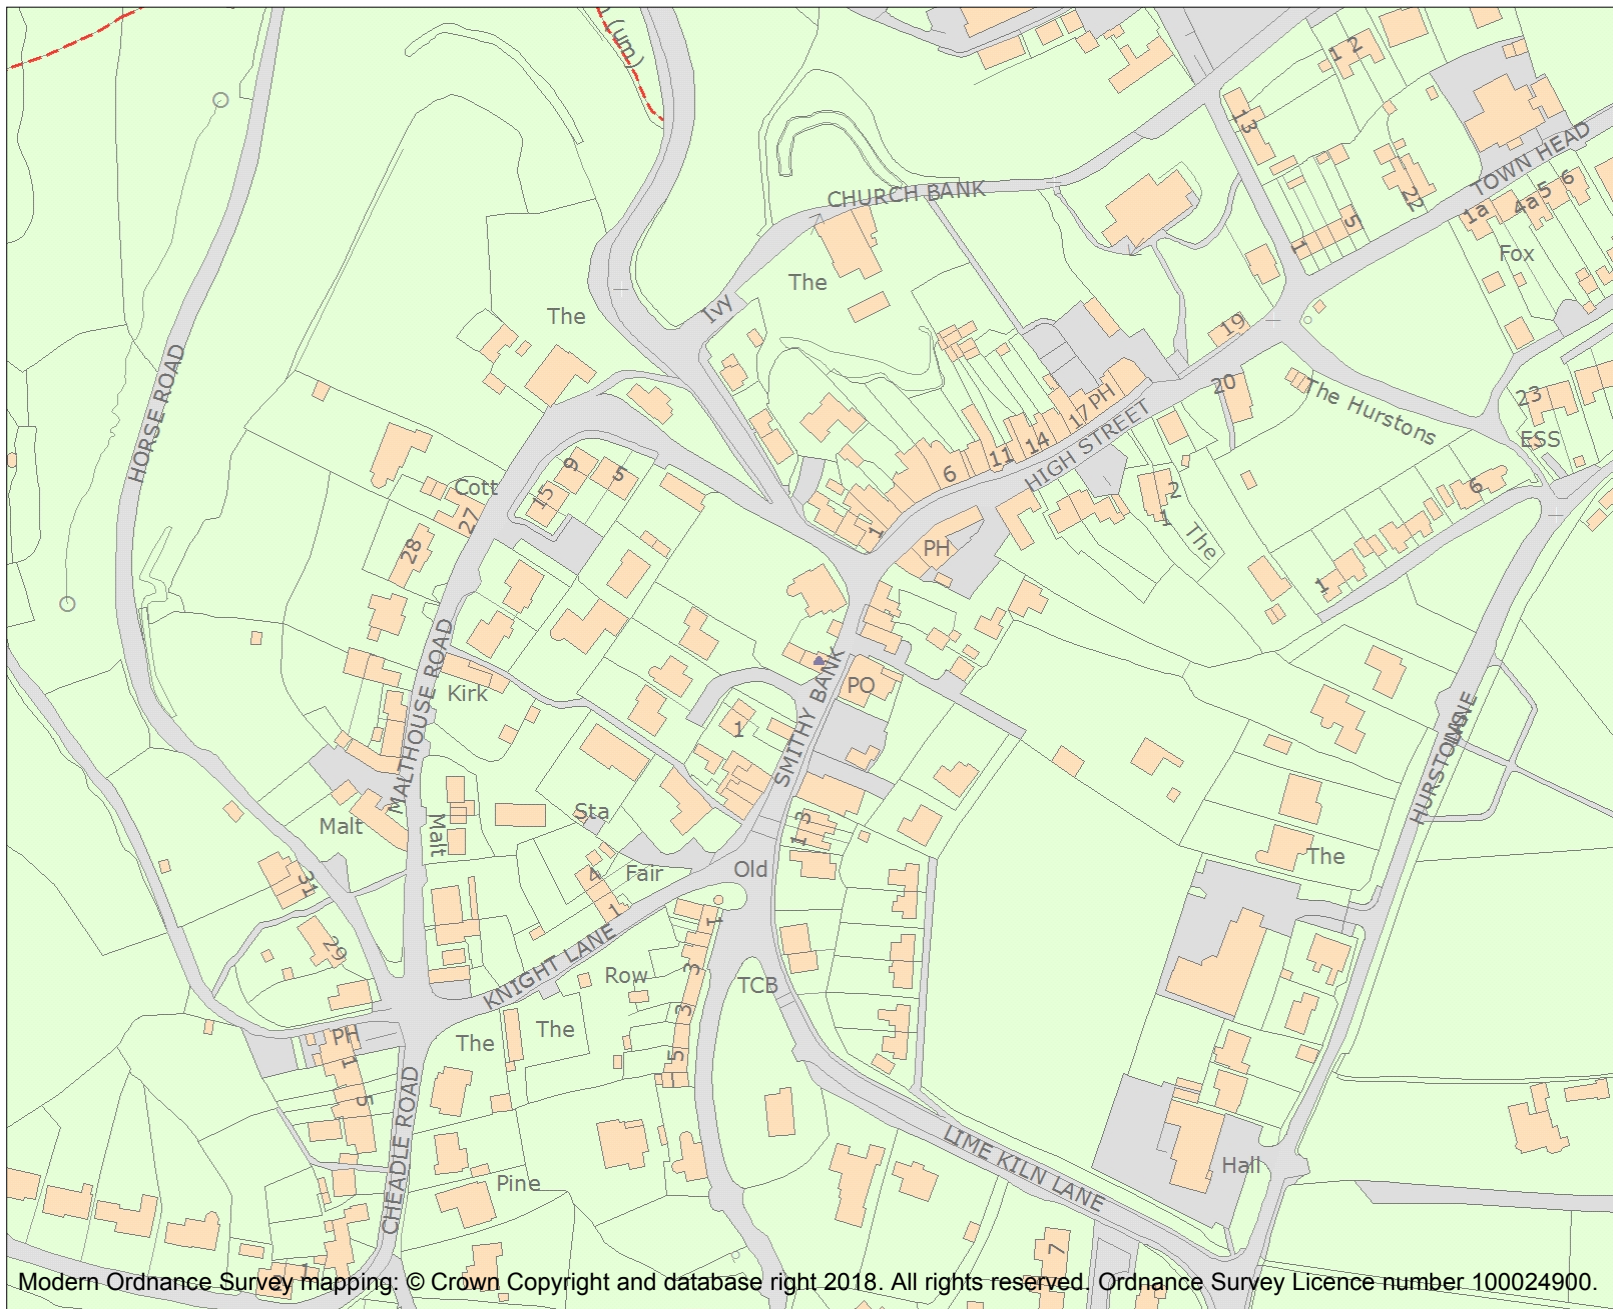 (um)
1 2
13
TOWN HEAD
CHURCH BANK
22
1a
4a
5
6
5
1
Fox
The
Ivy
The
19
HORSE ROAD
20
The Hurstons
23
17
PH
HIGH STREET
14
11
6
ESS
9
5
15
Cott
27
28
2
1
The
6
1
1
PH
MALTHOUSE ROAD
Kirk
SMITHY BANK
PO
1
HURSTONS
LANE
Malt
Malt
Sta
3
1
The
Old
Fair
4
1
31
29
1
KNIGHT LANE
Row
3
TCB
3
5
The
The
PH
1
5
CHEADLE ROAD
Pine
LIME KILN LANE
Hall
7
1
Modern Ordnance Survey mapping: © Crown Copyright and database right 2018. All rights reserved. Ordnance Survey Licence number 100024900.